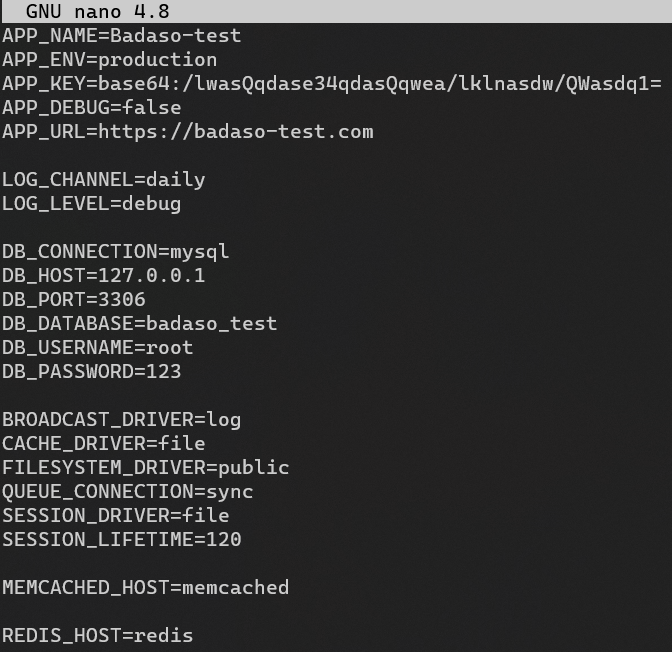 GNU nano 4.8
APP_NAME=Badaso-test
APP_ENV=production
APP_KEY=base64:/lwasQqdase34qdasQqwea/lklnasdw/QWasdq1=
APP_DEBUG=false
APP_URL=https://badaso-test.com
LOG_CHANNEL=daily
LOG_LEVEL=debug
DB_CONNECTION=mysql
DB_HOST=127.0.0.1
DB_PORT=3306
DB_DATABASE=badaso_test
DB_USERNAME=root
DB_PASSWORD=123
BROADCAST_DRIVER=log
CACHE_DRIVER=file
FILESYSTEM_DRIVER=public
QUEUE_CONNECTION=sync
SESSION_DRIVER=file
SESSION_LIFETIME=120
MEMCACHED_HOST=memcached
REDIS_HOST=redis